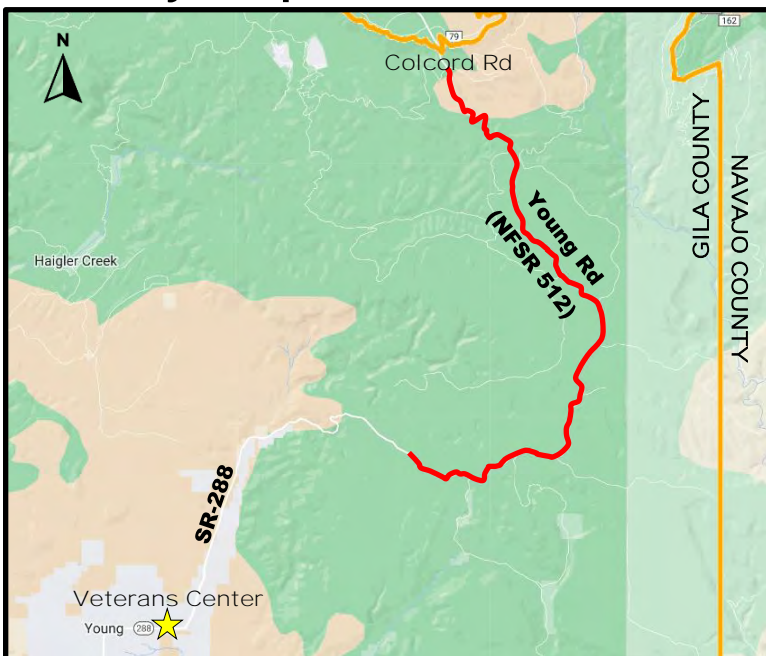 162
N
79
Colcord Rd
GILA COUNTY
NAVAJO COUNTY
Young Rd
(NFSR 512)
Haigler Creek
SR-288
Veterans Center
Young
288